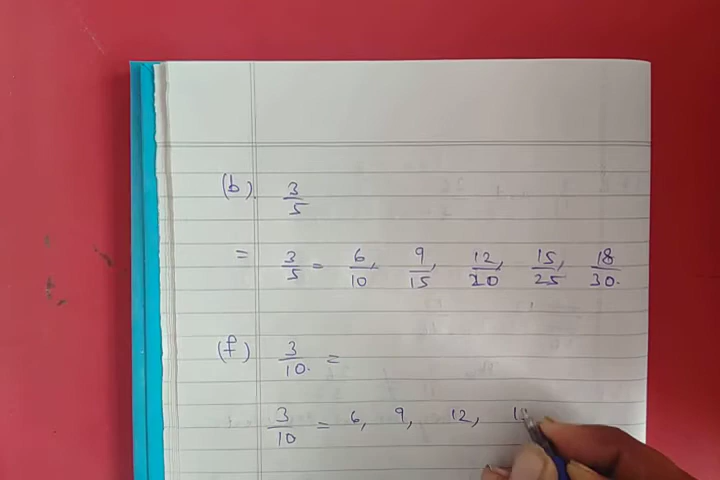 (b). 3/5
= 3/5 = 6/10, 9/15, 12/20, 15/25, 18/30.
(f) 3/10. =
3/10 = 6, 9, 12,